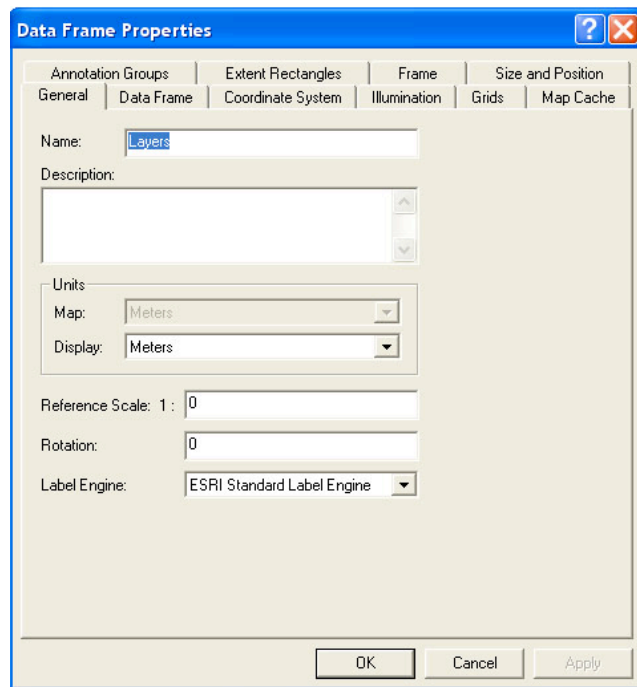 Data Frame Properties
Annotation Groups Extent Rectangles Frame Size and Position
General Data Frame Coordinate System Illumination Grids Map Cache
Name: Layers
Description:
Units
Map: Meters
Display: Meters
Reference Scale: 1 : 0
Rotation: 0
Label Engine: ESRI Standard Label Engine
OK Cancel Apply